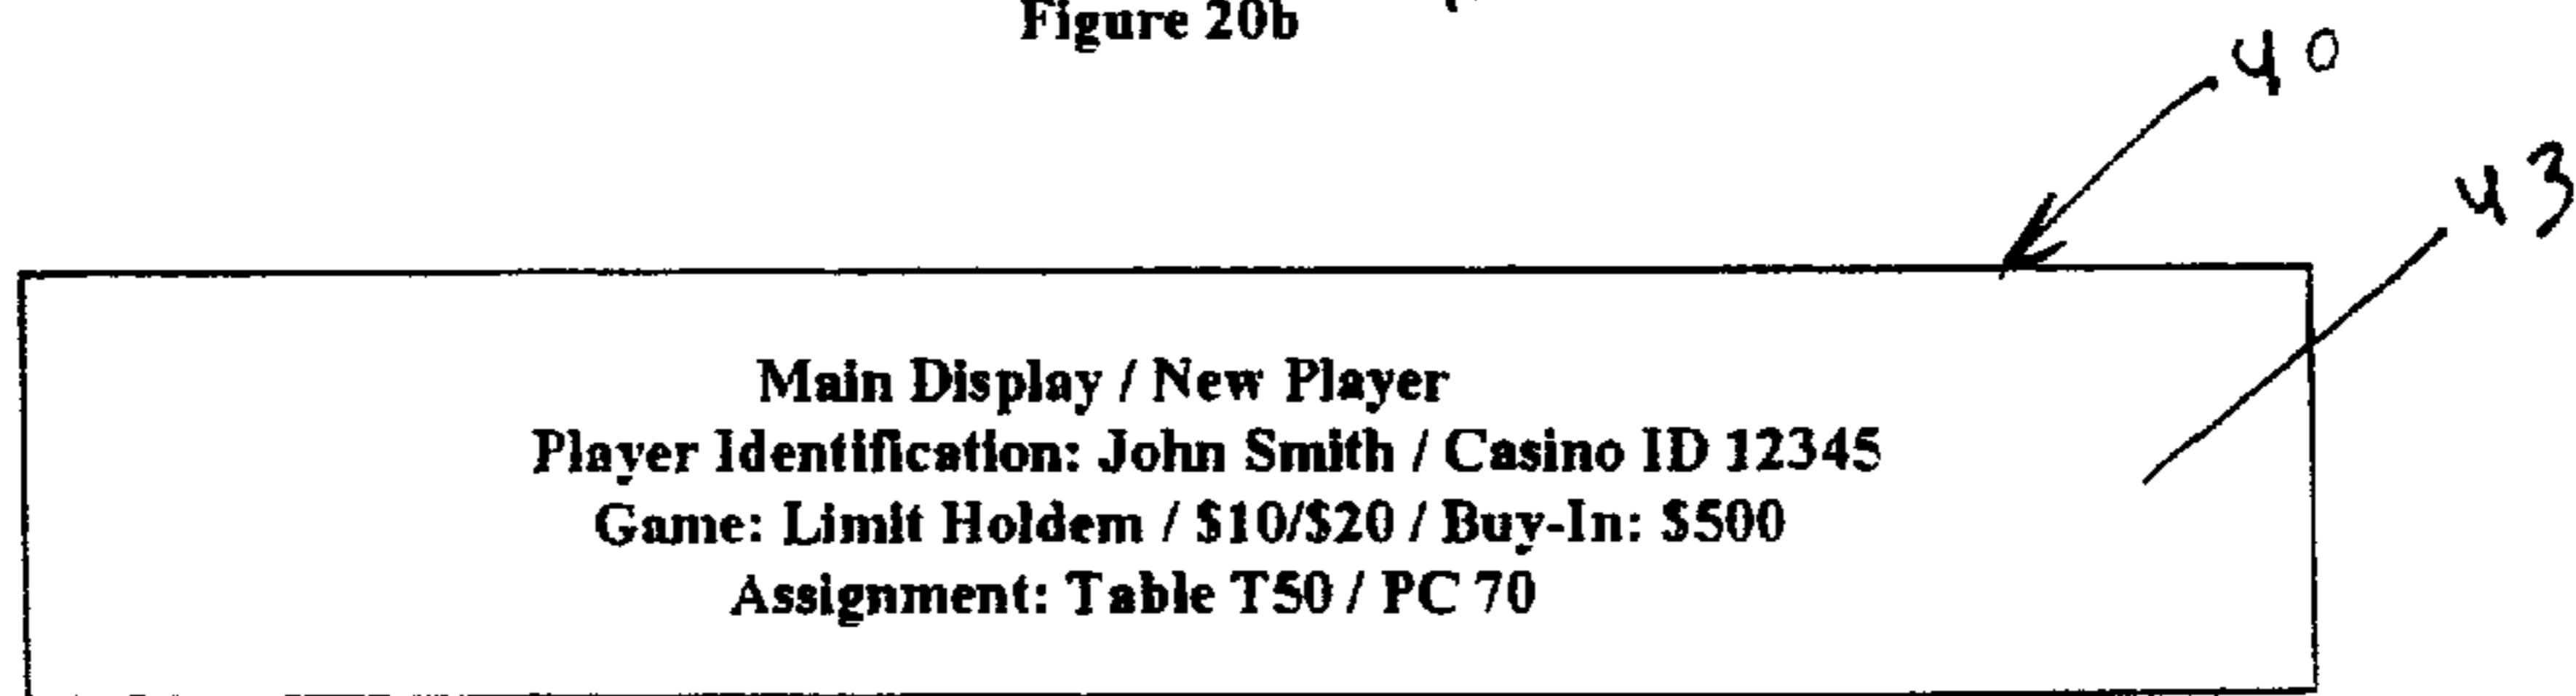 Figure 20b
40
43
Main Display / New Player
Player Identification: John Smith / Casino ID 12345
Game: Limit Holdem / $10/$20 / Buy-In: $500
Assignment: Table T50 / PC 70